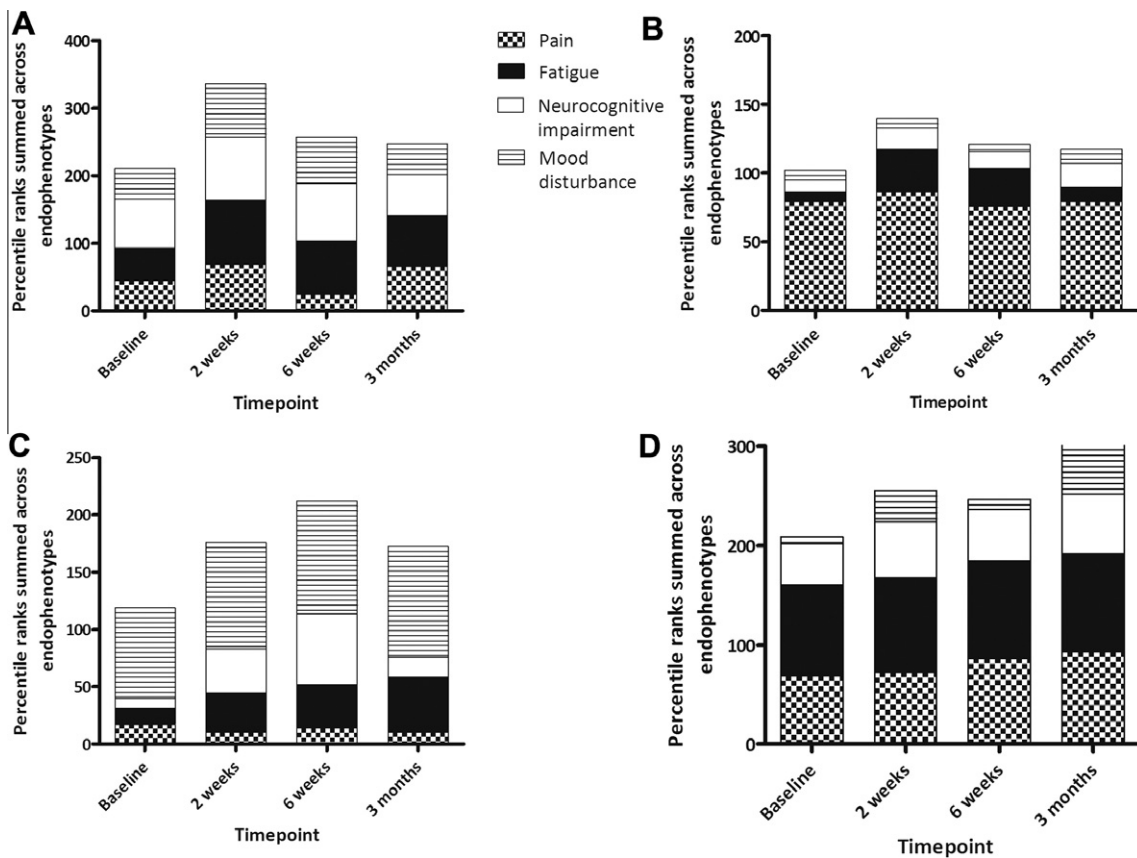 A
Percentile ranks summed across
endophenotypes
400
300
200
100
0
Baseline
2 weeks
6 weeks
3 months
Timepoint
Pain
Fatigue
Neurocognitive
impairment
Mood
disturbance
B
Percentile ranks summed across
endophenotypes
200
150
100
50
0
Baseline
2 weeks
6 weeks
3 months
Timepoint
C
Percentile ranks summed across
endophenotypes
250
200
150
100
50
0
Baseline
2 weeks
6 weeks
3 months
Timepoint
D
Percentile ranks summed across
endophenotypes
300
200
100
0
Baseline
2 weeks
6 weeks
3 months
Timepoint